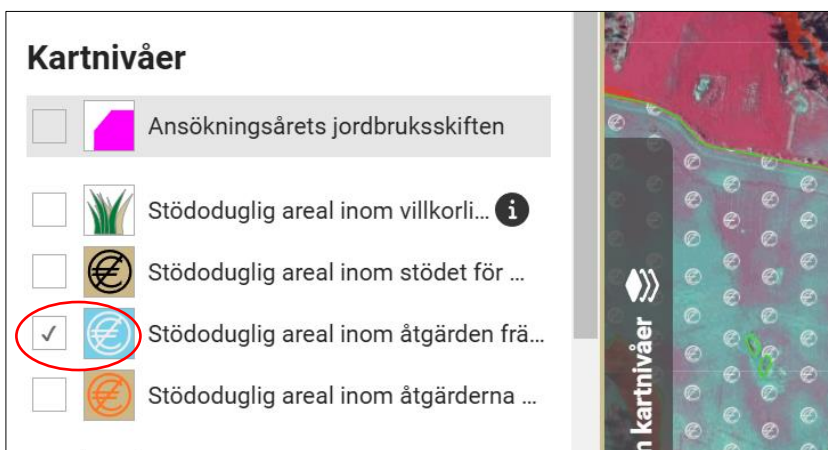 Kartnivåer
Ansökningsårets jordbruksskiften
Stödoduglig areal inom villkorli...
Stödoduglig areal inom stödet för ...
Stödoduglig areal inom åtgärden frä...
Stödoduglig areal inom åtgärderna ...
kartnivåer